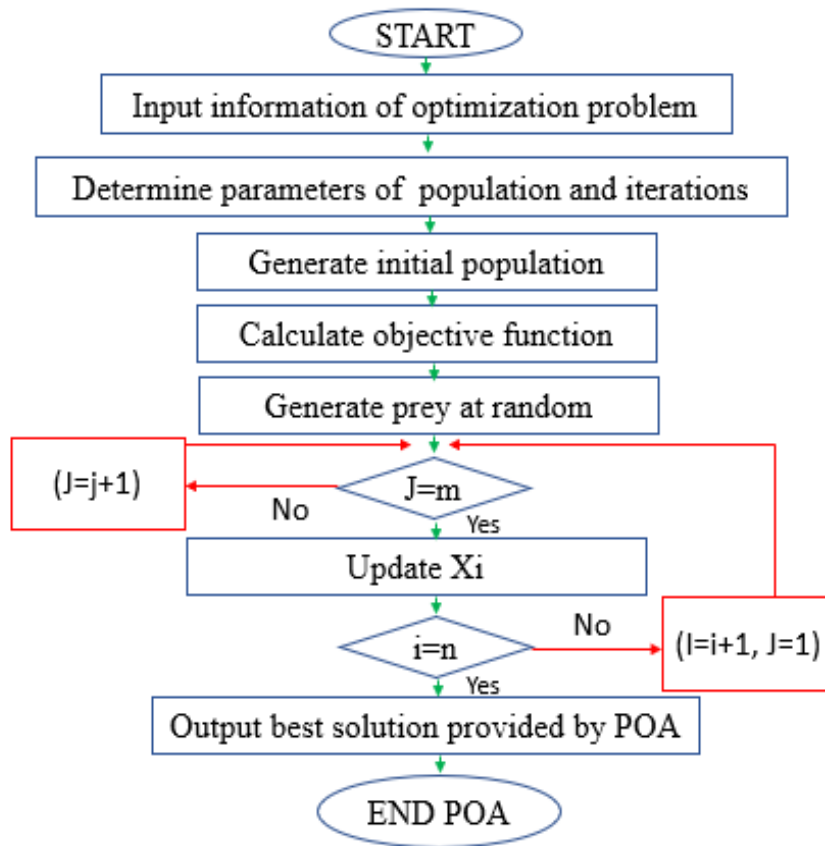 START
Input information of optimization problem
Determine parameters of population and iterations
Generate initial population
Calculate objective function
Generate prey at random
(J=j+1)
J=m
No
Yes
Update Xi
No
i=n
(I=i+1, J=1)
Yes
Output best solution provided by POA
END POA